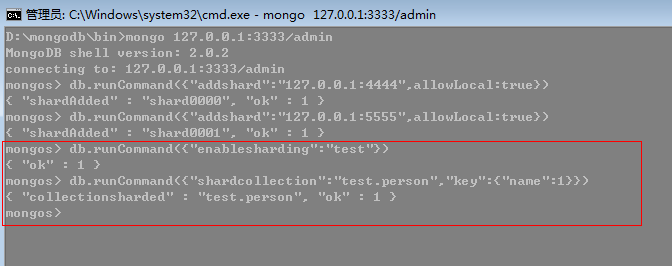 管理员: C:\Windows\system32\cmd.exe - mongo  127.0.0.1:3333/admin
D:\mongodb\bin>mongo 127.0.0.1:3333/admin
MongoDB shell version: 2.0.2
connecting to: 127.0.0.1:3333/admin
mongos> db.runCommand({"addshard":"127.0.0.1:4444",allowLocal:true})
{ "shardAdded" : "shard0000", "ok" : 1 }
mongos> db.runCommand({"addshard":"127.0.0.1:5555",allowLocal:true})
{ "shardAdded" : "shard0001", "ok" : 1 }
mongos> db.runCommand({"enablesharding":"test"})
{ "ok" : 1 }
mongos> db.runCommand({"shardcollection":"test.person","key":{"name":1}})
{ "collectionsharded" : "test.person", "ok" : 1 }
mongos>